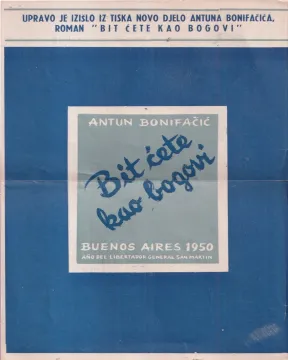 UPRAVO JE IZIŠLO IZ TISKA NOVO DJELO ANTUNA BONIFAČIĆA,
ROMAN "BIT ĆETE KAO BOGOVI"
ANTUN BONIFAČIĆ
Bit ćete
kao bogovi
BUENOS AIRES 1950
AÑO DEL LIBERTADOR GENERAL SAN MARTIN